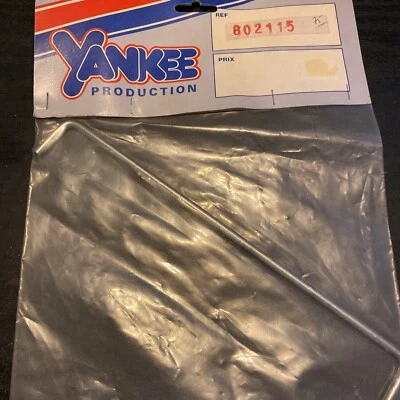 REF
802115
YANKEE
PRIX
PRODUCTION